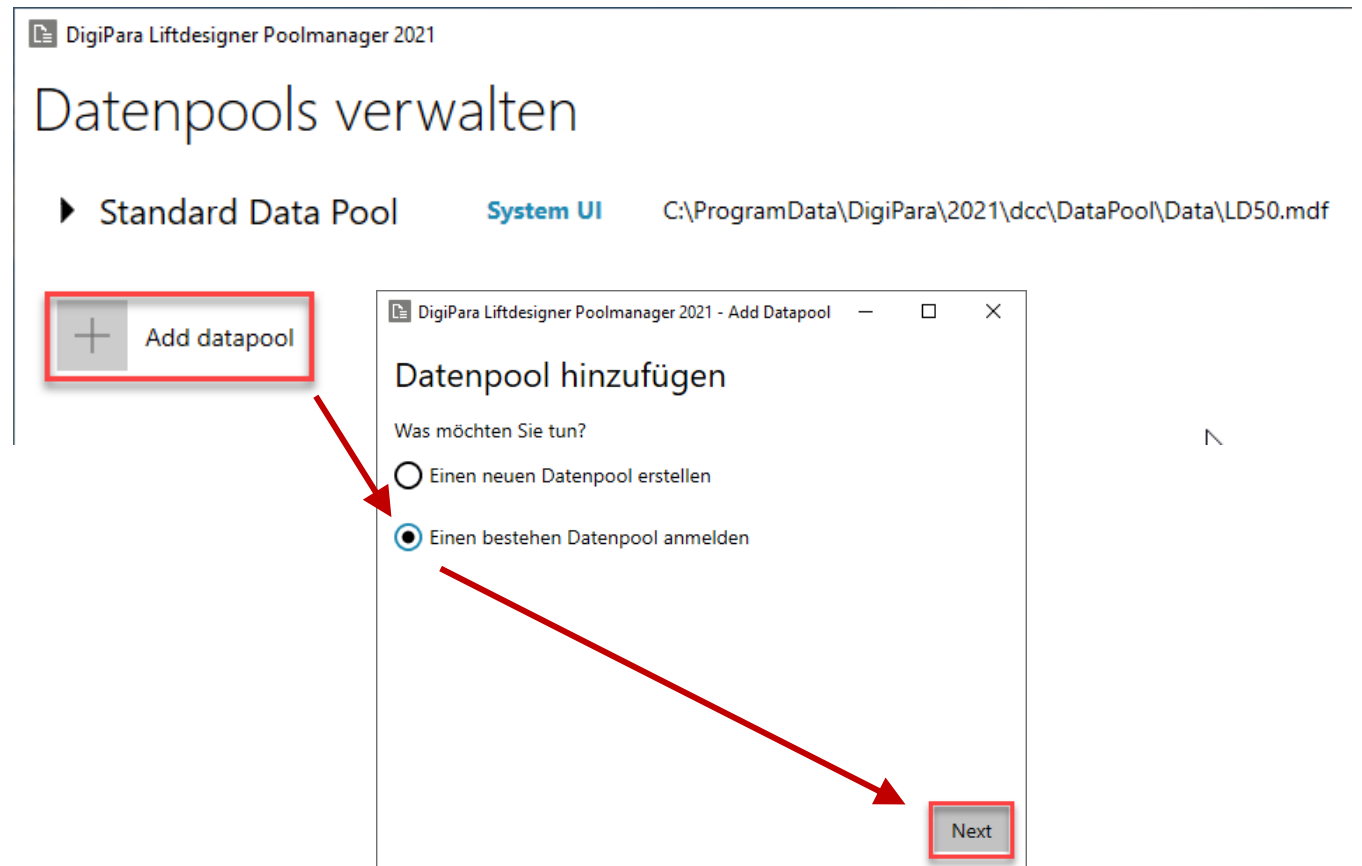 DigiPara Liftdesigner Poolmanager 2021
Datenpools verwalten
Standard Data Pool System UI C:\ProgramData\DigiPara\2021\dcc\DataPool\Data\LD50.mdf
Add datapool
DigiPara Liftdesigner Poolmanager 2021 - Add Datapool
Datenpool hinzufügen
Was möchten Sie tun?
Einen neuen Datenpool erstellen
Einen bestehen Datenpool anmelden
Next